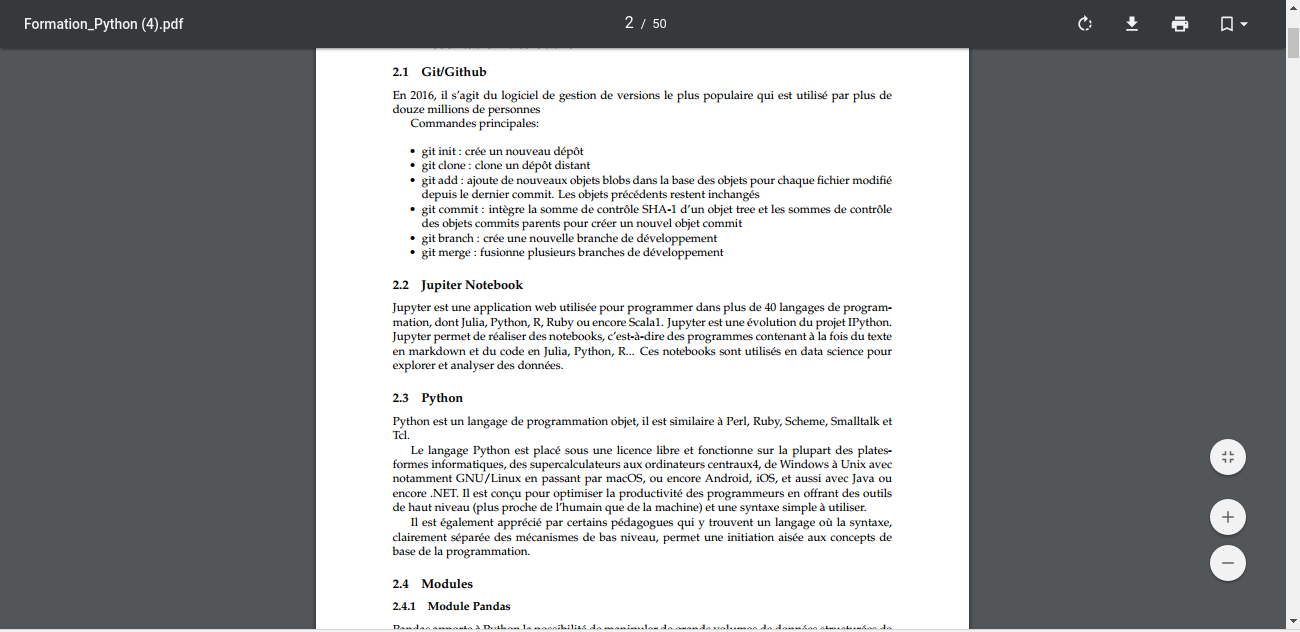 Formation_Python (4).pdf
2 / 50
2.1 Git/Github
En 2016, il s'agit du logiciel de gestion de versions le plus populaire qui est utilisé par plus de
douze millions de personnes
Commandes principales:
• git init : crée un nouveau dépôt
• git clone : clone un dépôt distant
• git add : ajoute de nouveaux objets blobs dans la base des objets pour chaque fichier modifié
depuis le dernier commit. Les objets précédents restent inchangés
• git commit : intègre la somme de contrôle SHA-1 d'un objet tree et les sommes de contrôle
des objets commits parents pour créer un nouvel objet commit
• git branch : crée une nouvelle branche de développement
• git merge : fusionne plusieurs branches de développement
2.2 Jupiter Notebook
Jupyter est une application web utilisée pour programmer dans plus de 40 langages de program-
mation, dont Julia, Python, R, Ruby ou encore Scala1. Jupyter est une évolution du projet IPython.
Jupyter permet de réaliser des notebooks, c'est-à-dire des programmes contenant à la fois du texte
en markdown et du code en Julia, Python, R... Ces notebooks sont utilisés en data science pour
explorer et analyser des données.
2.3 Python
Python est un langage de programmation objet, il est similaire à Perl, Ruby, Scheme, Smalltalk et
Tcl.
Le langage Python est placé sous une licence libre et fonctionne sur la plupart des plates-
formes informatiques, des supercalculateurs aux ordinateurs centraux4, de Windows à Unix avec
notamment GNU/Linux en passant par macOS, ou encore Android, iOS, et aussi avec Java ou
encore .NET. Il est conçu pour optimiser la productivité des programmeurs en offrant des outils
de haut niveau (plus proche de l'humain que de la machine) et une syntaxe simple à utiliser.
Il est également apprécié par certains pédagogues qui y trouvent un langage où la syntaxe,
clairement séparée des mécanismes de bas niveau, permet une initiation aisée aux concepts de
base de la programmation.
2.4 Modules
2.4.1 Module Pandas
Pandas apporte à Python la possibilité de manipuler de grands volumes de données structurées de